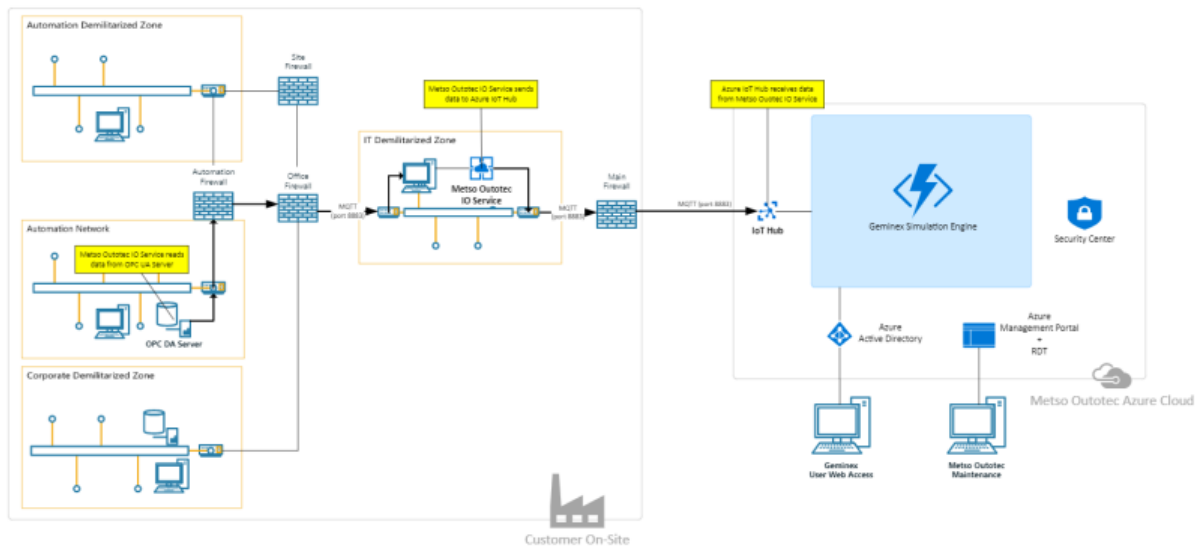 Automation Demilitarized Zone
Site
Firewall
Metso Outotec IO Service sends
data to Azure IoT Hub
Azure IoT Hub receives data
from Metso Ouotec IO Service
IT Demilitarized Zone
Automation
Firewall
Office
Firewall
MQTT
(port 8883)
Metso Outotec
IO Service
MQTT
(port 8883)
Main
Firewall
MQTT (port 8883)
IoT Hub
Geminex Simulation Engine
Security Center
Automation Network
Metso Outotec IO Service reads
data from OPC UA Server
OPC DA Server
Azure
Active Directory
Azure
Management Portal
+
RDT
Corporate Demilitarized Zone
Metso Outotec Azure Cloud
Geminex
User Web Access
Metso Outotec
Maintenance
Customer On-Site